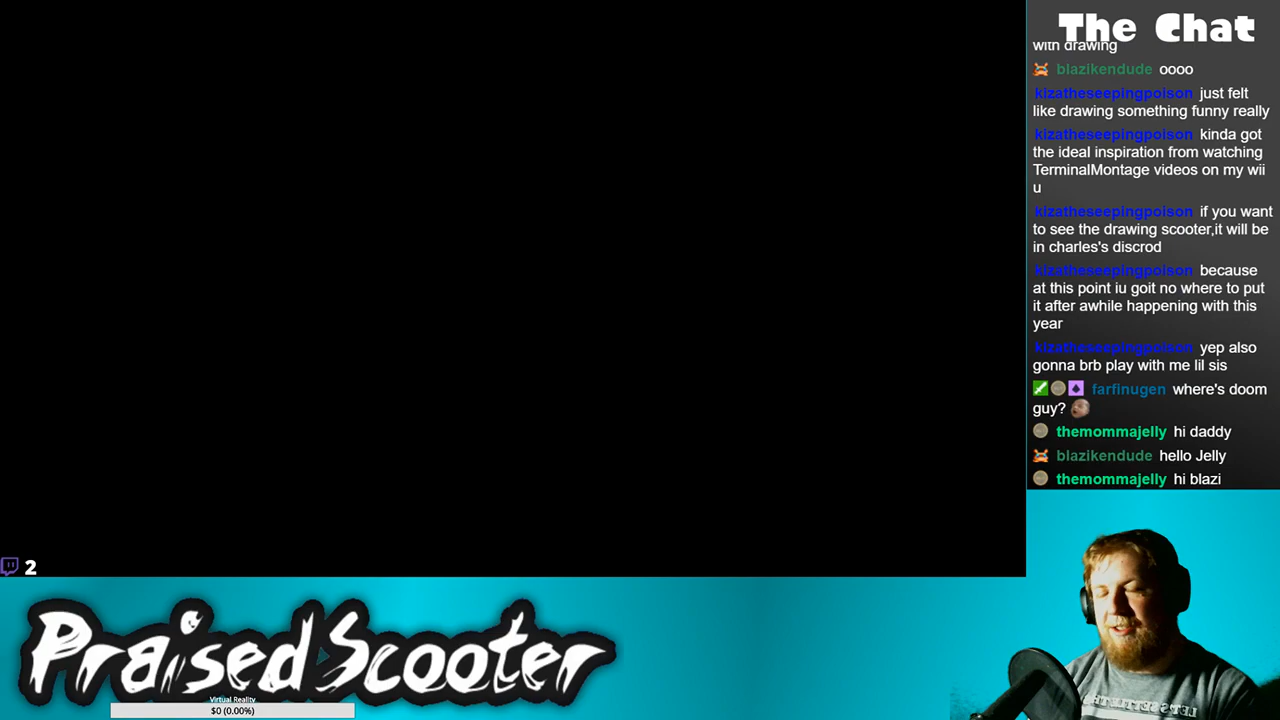 The Chat
with drawing
blazikendude oooo
kizatheseepingpoison just felt
like drawing something funny really
kizatheseepingpoison kinda got
the ideal inspiration from watching
TerminalMontage videos on my wii
u
kizatheseepingpoison if you want
to see the drawing scooter,it will be
in charles's discrod
kizatheseepingpoison because
at this point iu goit no where to put
it after awhile happening with this
year
kizatheseepingpoison yep also
gonna brb play with me lil sis
farfinugen where's doom
guy?
themommajelly hi daddy
blazikendude hello Jelly
themommajelly hi blazi
2
PraisedScooter
Virtual Reality
$0 (0.00%)